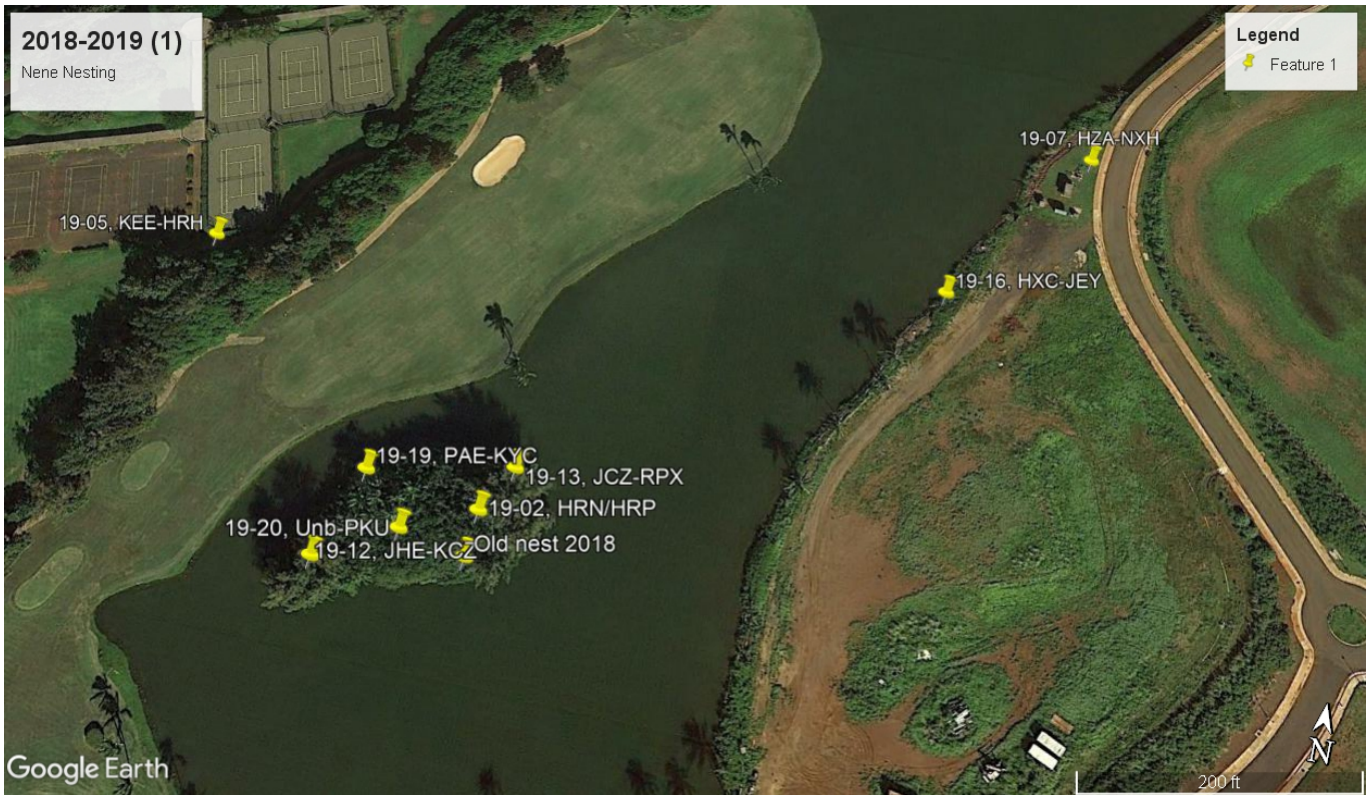 2018-2019 (1)
Nene Nesting
Legend
Feature 1
19-07, HZA-NXH
19-05, KEE-HRH
19-16, HXC-JEY
19-19, PAE-KYC
19-13, JCZ-RPX
19-02, HRN/HRP
19-20, Unb-PKU
19-12, JHE-KCZ
Old nest 2018
Google Earth
N
200 ft